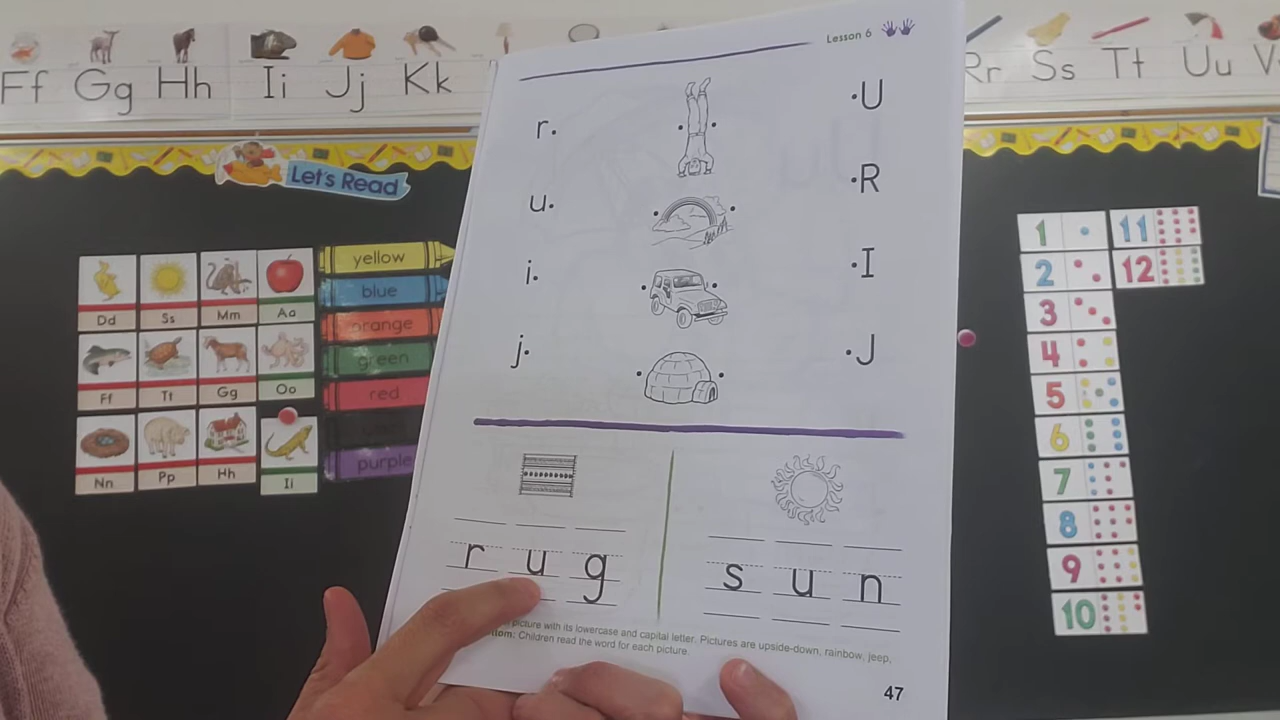 Ff Gg Hh Ii Jj Kk
Rr Ss Tt Uu
Let's Read
Dd Ss Mm Aa
Ff Tt Gg Oo
Nn Pp Hh Ii
yellow
blue
orange
green
red
purple
Lesson 6
r. .U
u. .R
i. .I
j. .J
r u g
s u n
picture with its lowercase and capital letter. Pictures are upside-down, rainbow, jeep,
Children read the word for each picture.
47
1
2
3
4
5
6
7
8
9
10
11
12